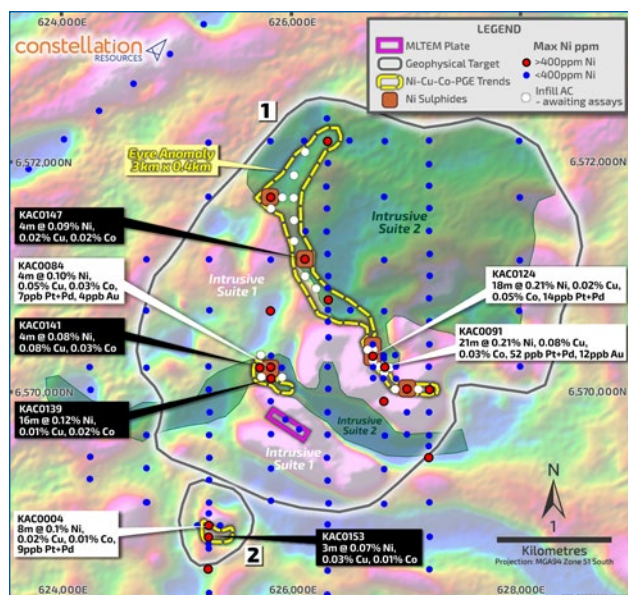 624,000E
626,000E
constellation
RESOURCES
LEGEND
MLTEM Plate
Geophysical Target
Ni-Cu-Co-PGE Trends
Ni Sulphides
Max Ni ppm
>400ppm Ni
<400ppm Ni
Infill AC
- awaiting assays
1
6,572,000N
6,572,000N
Eyre Anomaly
3km x 0.4km
Intrusive
Suite 2
KAC0147
4m @ 0.09% Ni,
0.02% Cu, 0.02% Co
KAC0084
4m @ 0.10% Ni,
0.05% Cu, 0.03% Co,
7ppb Pt+Pd, 4ppb Au
Intrusive
Suite 1
KAC0124
18m @ 0.21% Ni, 0.02% Cu,
0.05% Co, 14ppb Pt+Pd
KAC0141
4m @ 0.08% Ni,
0.08% Cu, 0.03% Co
KAC0091
21m @ 0.21% Ni, 0.08% Cu,
0.03% Co, 52 ppb Pt+Pd, 12ppb Au
6,570,000N
6,570,000N
KAC0139
16m @ 0.12% Ni,
0.01% Cu, 0.02% Co
Intrusive
Suite 2
Intrusive
Suite 1
N
1
Kilometres
Projection: MGA94 Zone 51 South
KAC0004
8m @ 0.1% Ni,
0.02% Cu, 0.01% Co,
9ppb Pt+Pd
KAC0153
3m @ 0.07% Ni,
0.03% Cu, 0.01% Co
2
624,000E
626,000E
628,000E